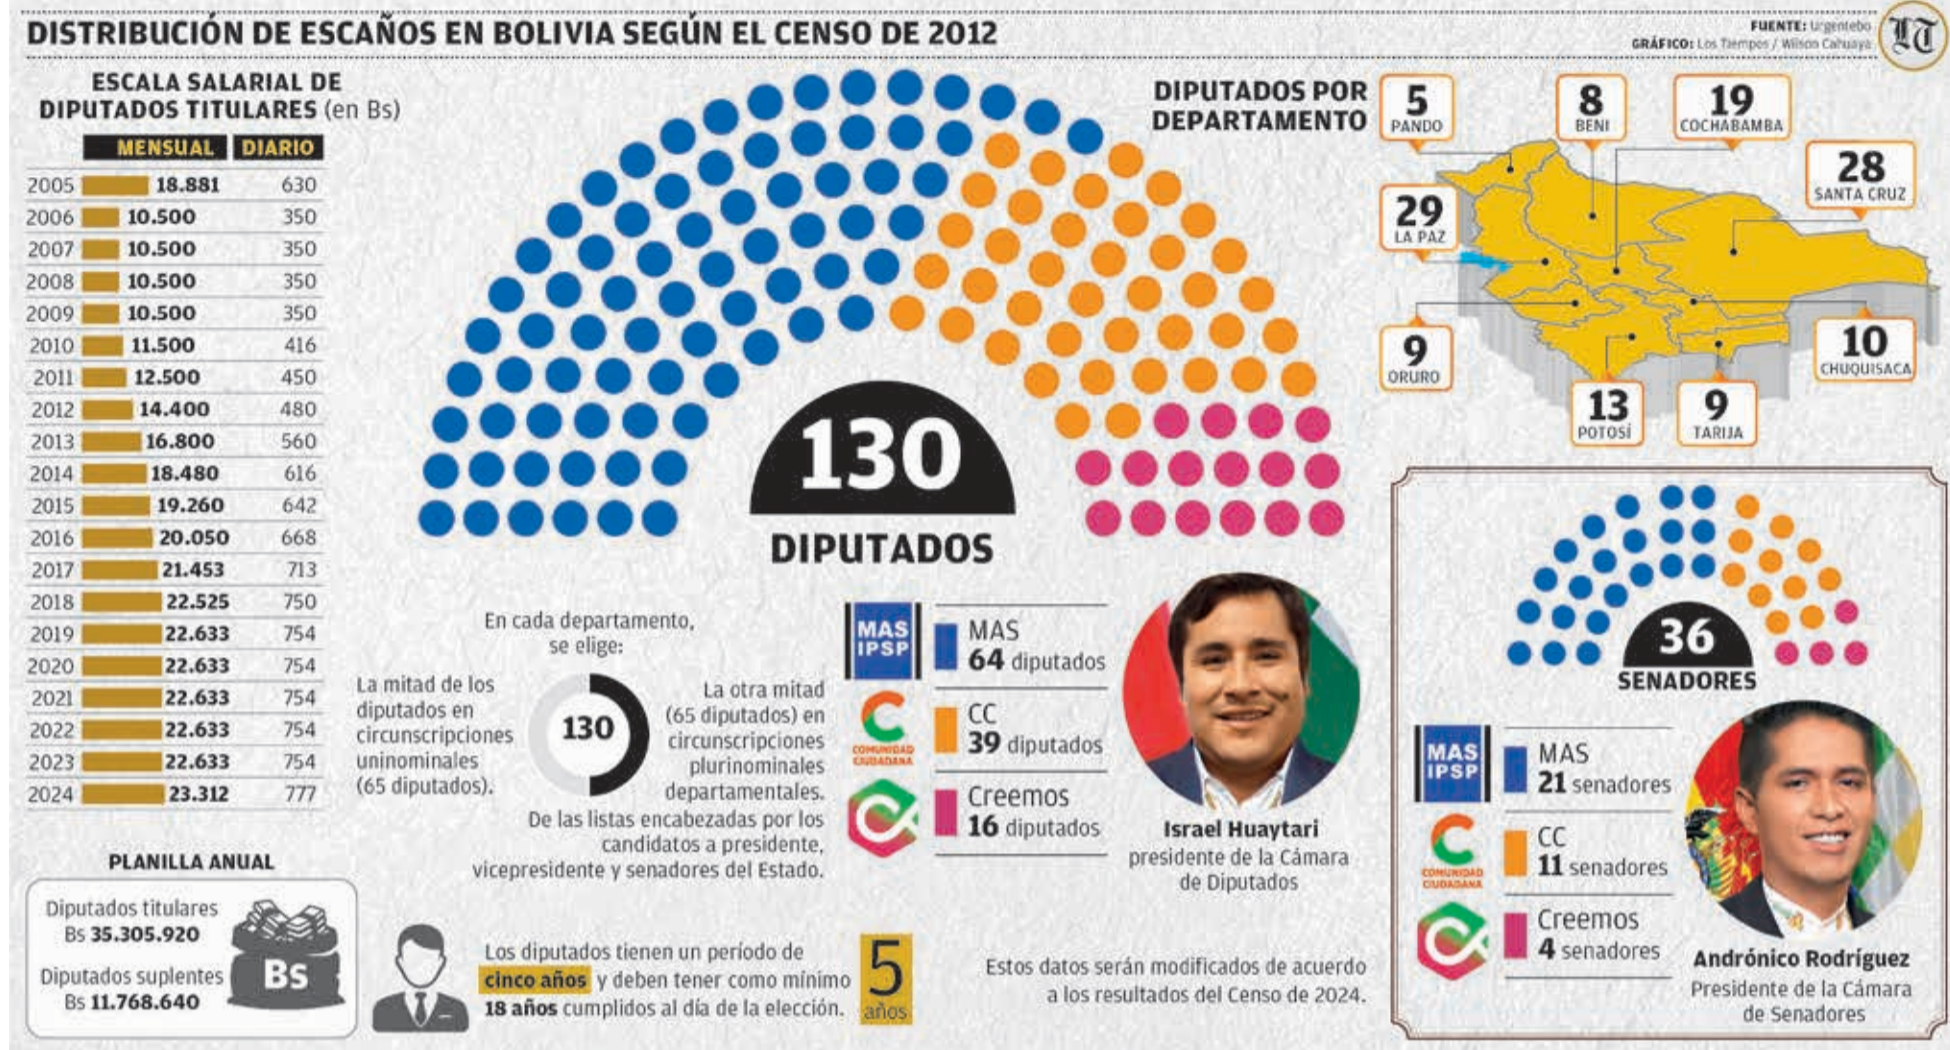 DISTRIBUCIÓN DE ESCAÑOS EN BOLIVIA SEGÚN EL CENSO DE 2012
FUENTE: Urgentebo
GRÁFICO: Los Tiempos / Wilson Cahuaya
LT
ESCALA SALARIAL DE
DIPUTADOS TITULARES (en Bs)
MENSUAL DIARIO
2005 18.881 630
2006 10.500 350
2007 10.500 350
2008 10.500 350
2009 10.500 350
2010 11.500 416
2011 12.500 450
2012 14.400 480
2013 16.800 560
2014 18.480 616
2015 19.260 642
2016 20.050 668
2017 21.453 713
2018 22.525 750
2019 22.633 754
2020 22.633 754
2021 22.633 754
2022 22.633 754
2023 22.633 754
2024 23.312 777
PLANILLA ANUAL
Diputados titulares
Bs 35.305.920
Diputados suplentes
Bs 11.768.640
BS
130
DIPUTADOS
En cada departamento,
se elige:
La mitad de los
diputados en
circunscripciones
uninominales
(65 diputados).
130
La otra mitad
(65 diputados) en
circunscripciones
plurinominales
departamentales.
De las listas encabezadas por los
candidatos a presidente,
vicepresidente y senadores del Estado.
Los diputados tienen un período de
cinco años y deben tener como mínimo
18 años cumplidos al día de la elección.
5
años
MAS
IPSP
MAS
64 diputados
COMUNIDAD
CIUDADANA
CC
39 diputados
Creemos
16 diputados
Israel Huaytari
presidente de la Cámara
de Diputados
Estos datos serán modificados de acuerdo
a los resultados del Censo de 2024.
DIPUTADOS POR
DEPARTAMENTO
5
PANDO
8
BENI
19
COCHABAMBA
28
SANTA CRUZ
29
LA PAZ
9
ORURO
13
POTOSÍ
9
TARIJA
10
CHUQUISACA
36
SENADORES
MAS
IPSP
MAS
21 senadores
COMUNIDAD
CIUDADANA
CC
11 senadores
Creemos
4 senadores
Andrónico Rodríguez
Presidente de la Cámara
de Senadores